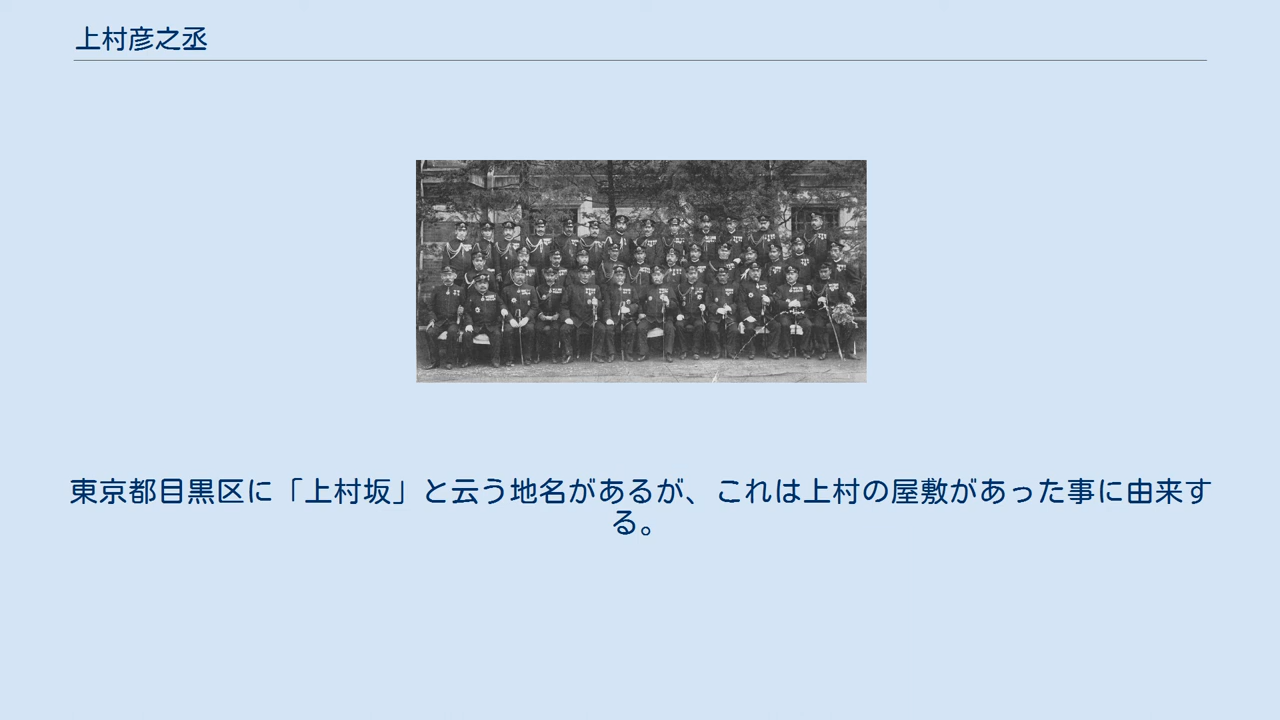 上村彦之丞
東京都目黒区に「上村坂」と云う地名があるが、これは上村の屋敷があった事に由来す
る。